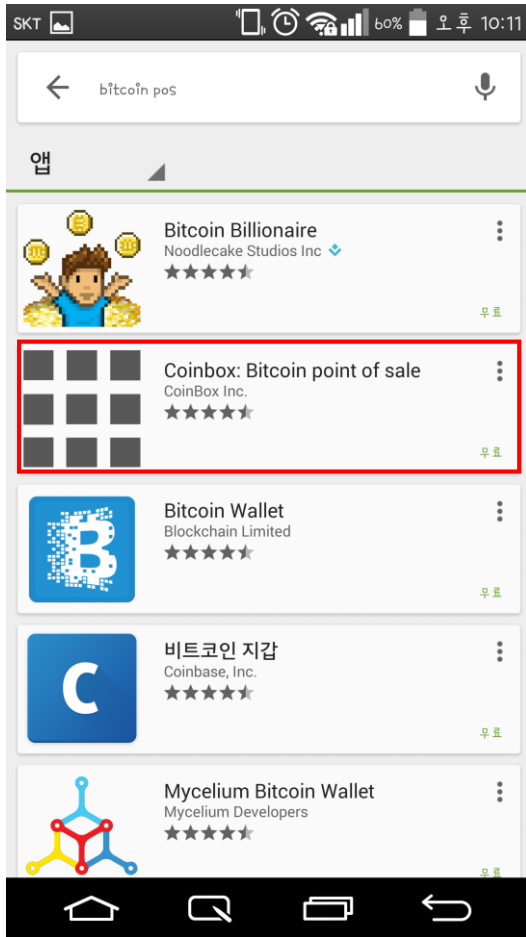 SKT 60% 오후 10:11
bitcoin pos
앱
Bitcoin Billionaire
Noodlecake Studios Inc
무료
Coinbox: Bitcoin point of sale
CoinBox Inc.
무료
Bitcoin Wallet
Blockchain Limited
무료
비트코인 지갑
Coinbase, Inc.
무료
Mycelium Bitcoin Wallet
Mycelium Developers
무료